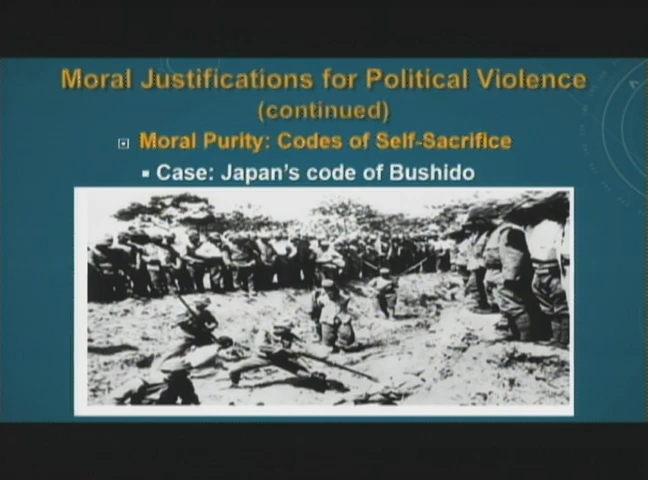 Moral Justifications for Political Violence
(continued)
Moral Purity: Codes of Self-Sacrifice
Case: Japan's code of Bushido